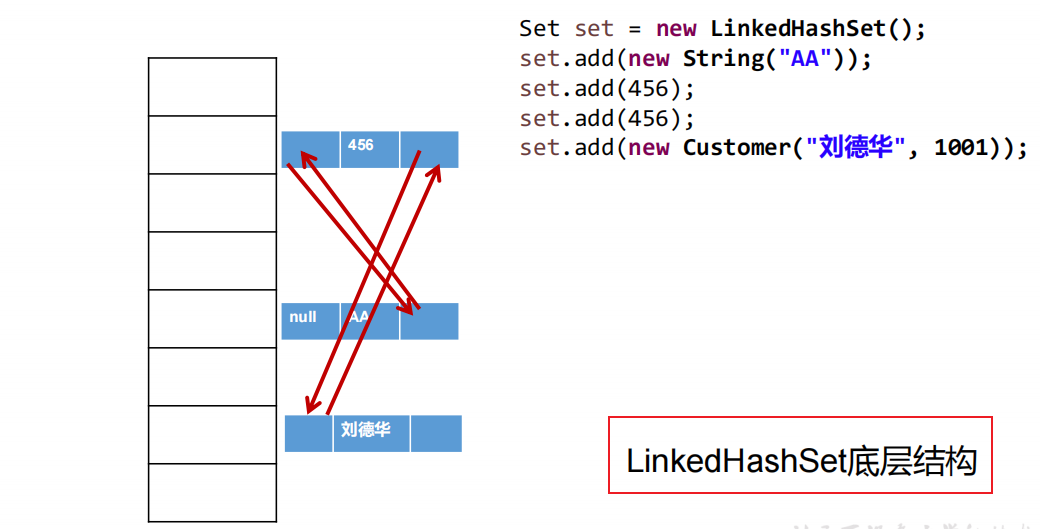 Set set = new LinkedHashSet();
set.add(new String("AA"));
set.add(456);
set.add(456);
set.add(new Customer("刘德华", 1001));
456
null AA
刘德华
LinkedHashSet底层结构